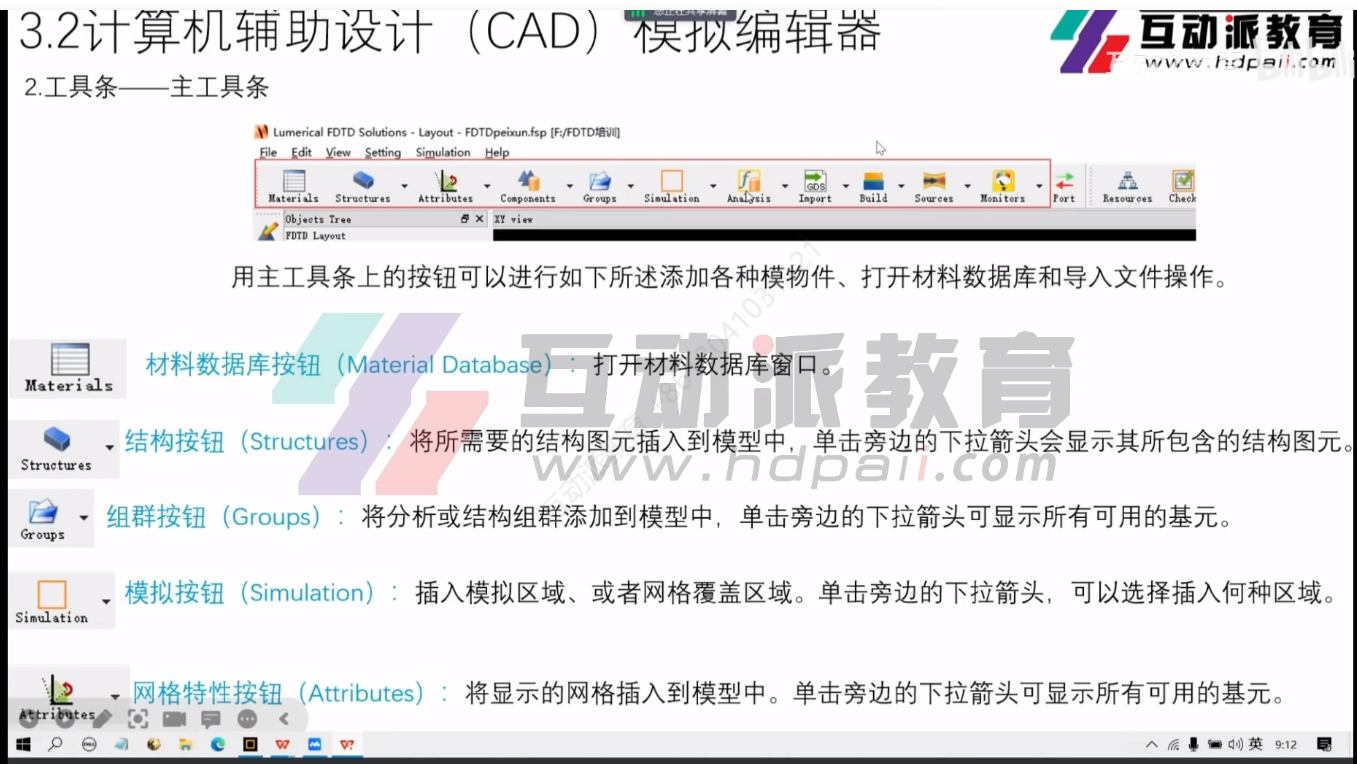 您正在共享屏幕
3.2计算机辅助设计（CAD）模拟编辑器
互动派教育
www.hdpaii.com
bilibili
2.工具条——主工具条
Lumerical FDTD Solutions - Layout - FDTDpeixun.fsp [F:/FDTD培训]
File Edit View Setting Simulation Help
Materials Structures Attributes Components Groups Simulation Analysis Import Build Sources Monitors Port Resources Check
GDS
Objects Tree XY view
FDTD Layout
用主工具条上的按钮可以进行如下所述添加各种模物件、打开材料数据库和导入文件操作。
互动派教育
www.hdpaii.com
Materials 材料数据库按钮（Material Database）：打开材料数据库窗口。
Structures 结构按钮（Structures）：将所需要的结构图元插入到模型中，单击旁边的下拉箭头会显示其所包含的结构图元。
Groups 组群按钮（Groups）：将分析或结构组群添加到模型中，单击旁边的下拉箭头可显示所有可用的基元。
Simulation 模拟按钮（Simulation）：插入模拟区域、或者网格覆盖区域。单击旁边的下拉箭头，可以选择插入何种区域。
Attributes 网格特性按钮（Attributes）：将显示的网格插入到模型中。单击旁边的下拉箭头可显示所有可用的基元。
英 9:12